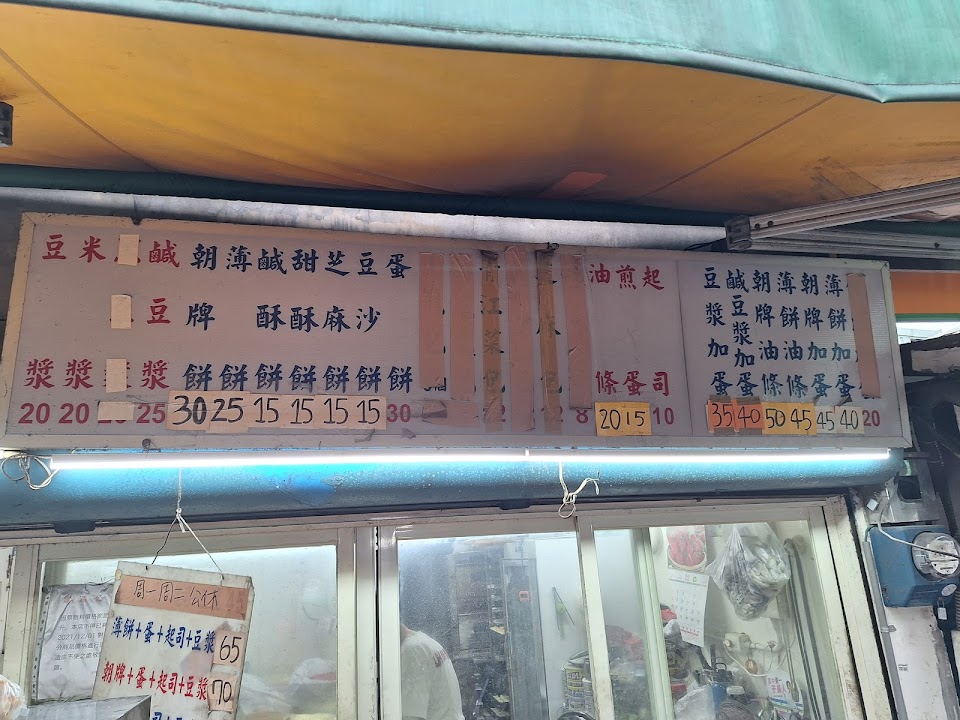 豆漿 20
米漿 20
鹹豆漿 25
朝牌餅 30
薄餅 25
鹹酥餅 15
甜酥餅 15
芝麻餅 15
豆沙餅 15
蛋餅 30
8
油條 20
煎蛋 15
起司 10
豆漿加蛋 35
鹹豆漿加蛋 40
朝牌油條 50
薄餅油條 45
朝牌加蛋 45
薄餅加蛋 40
20
周一周二公休
薄餅+蛋+起司+豆漿 65
朝牌+蛋+起司+豆漿 70
2021/12/01